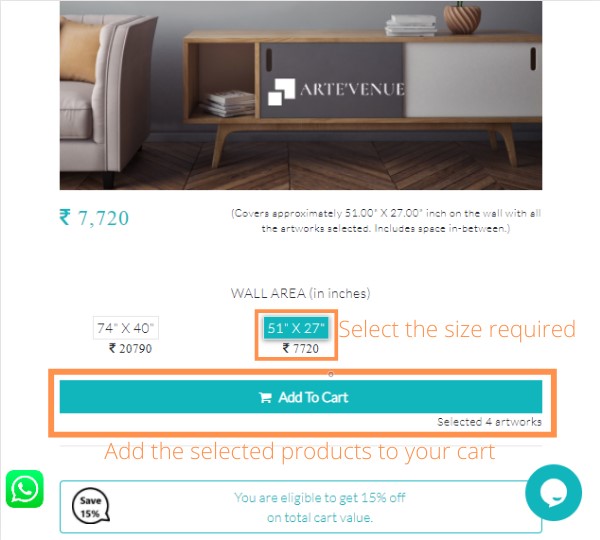 ARTE'VENUE
₹ 7,720
(Covers approximately 51.00" X 27.00" inch on the wall with all
the artworks selected. Includes space in-between.)
WALL AREA (in inches)
74" X 40"
₹ 20790
51" X 27"
₹ 7720
Select the size required
Add To Cart
Selected 4 artworks
Add the selected products to your cart
Save
15%
You are eligible to get 15% off
on total cart value.